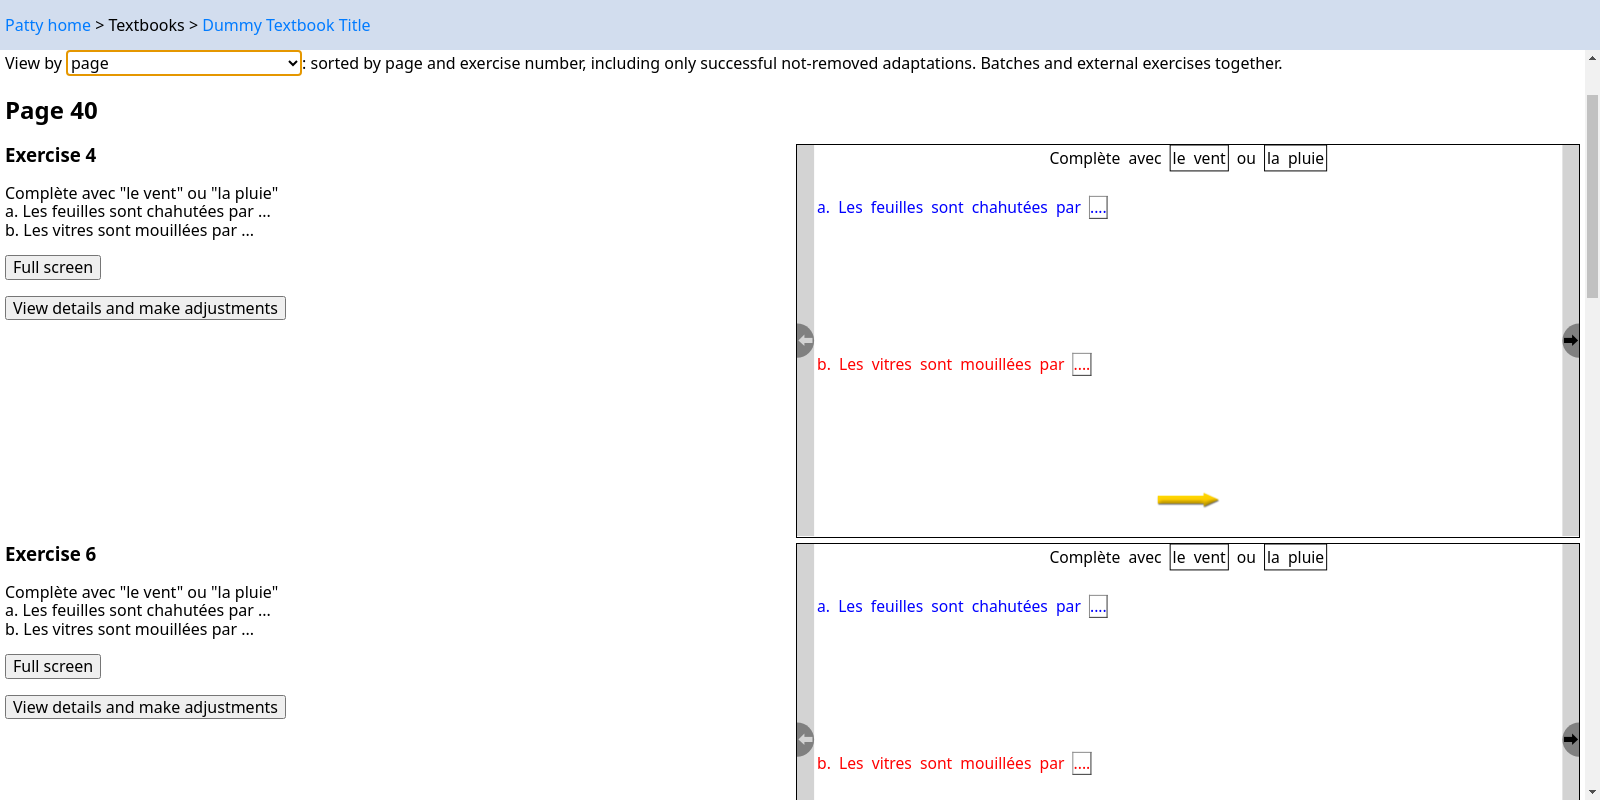 Patty home > Textbooks > Dummy Textbook Title
View by page : sorted by page and exercise number, including only successful not-removed adaptations. Batches and external exercises together.
Page 40
Exercise 4
Complète avec "le vent" ou "la pluie"
a. Les feuilles sont chahutées par ...
b. Les vitres sont mouillées par ...
Full screen
View details and make adjustments
Complète avec le vent ou la pluie
a. Les feuilles sont chahutées par ....
b. Les vitres sont mouillées par ....
Exercise 6
Complète avec "le vent" ou "la pluie"
a. Les feuilles sont chahutées par ...
b. Les vitres sont mouillées par ...
Full screen
View details and make adjustments
Complète avec le vent ou la pluie
a. Les feuilles sont chahutées par ....
b. Les vitres sont mouillées par ....